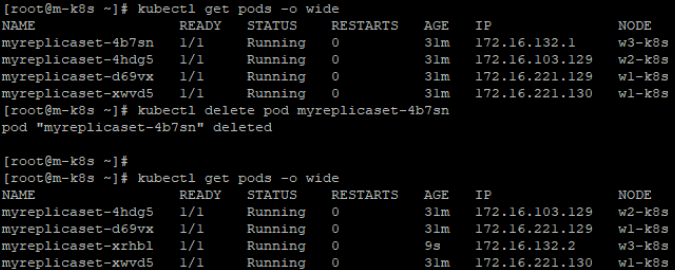 [root@m-k8s ~]# kubectl get pods -o wide
NAME READY STATUS RESTARTS AGE IP NODE
myreplicaset-4b7sn 1/1 Running 0 31m 172.16.132.1 w3-k8s
myreplicaset-4hdg5 1/1 Running 0 31m 172.16.103.129 w2-k8s
myreplicaset-d69vx 1/1 Running 0 31m 172.16.221.129 w1-k8s
myreplicaset-xwvd5 1/1 Running 0 31m 172.16.221.130 w1-k8s
[root@m-k8s ~]# kubectl delete pod myreplicaset-4b7sn
pod "myreplicaset-4b7sn" deleted
[root@m-k8s ~]#
[root@m-k8s ~]# kubectl get pods -o wide
NAME READY STATUS RESTARTS AGE IP NODE
myreplicaset-4hdg5 1/1 Running 0 31m 172.16.103.129 w2-k8s
myreplicaset-d69vx 1/1 Running 0 31m 172.16.221.129 w1-k8s
myreplicaset-xrhbl 1/1 Running 0 9s 172.16.132.2 w3-k8s
myreplicaset-xwvd5 1/1 Running 0 31m 172.16.221.130 w1-k8s